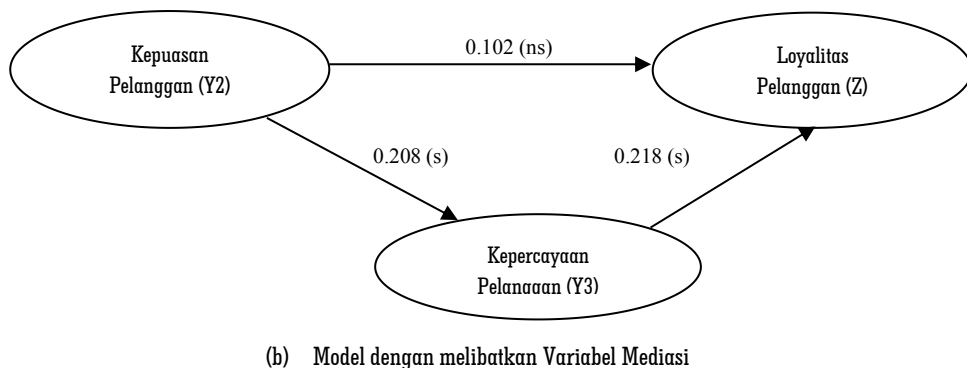 Kepuasan
Pelanggan (Y2)
0.102 (ns)
Loyalitas
Pelanggan (Z)
0.208 (s)
0.218 (s)
Kepercayaan
Pelanggan (Y3)
(b) Model dengan melibatkan Variabel Mediasi